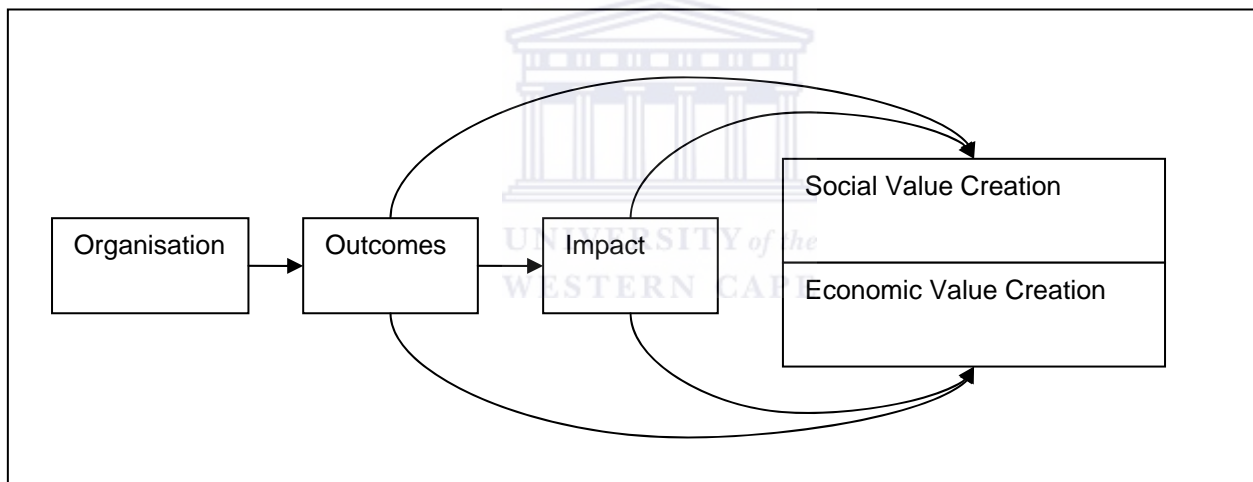 Social Value Creation
Organisation
Outcomes
Impact
UNIVERSITY of the
WESTERN CAPE
Economic Value Creation